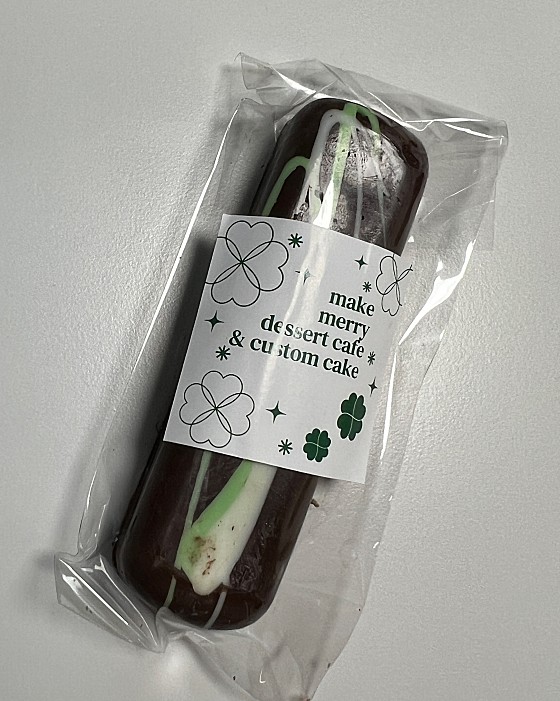 make
merry
dessert cafe
& custom cake